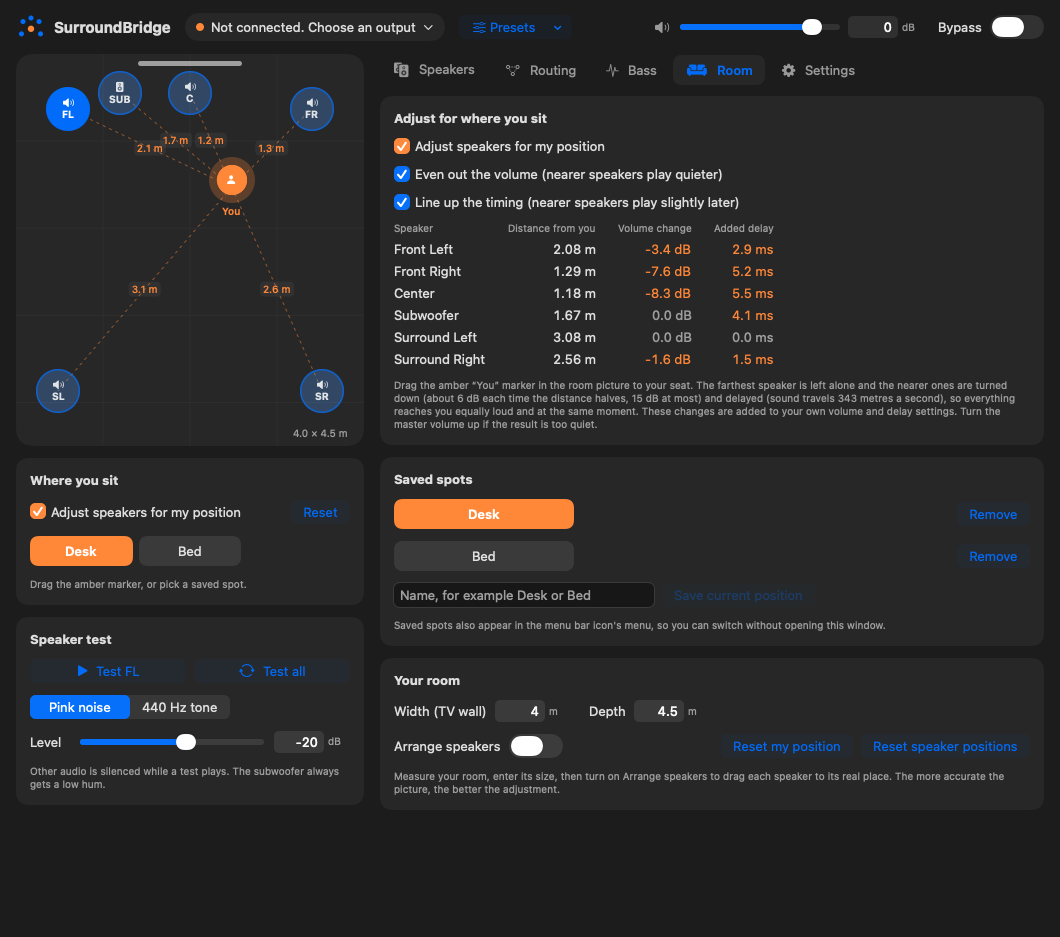 SurroundBridge
Not connected. Choose an output
Presets
0 dB
Bypass
Speakers
Routing
Bass
Room
Settings
FL
SUB
C
FR
2.1 m
1.7 m
1.2 m
1.3 m
You
3.1 m
2.6 m
SL
SR
4.0 × 4.5 m
Where you sit
Adjust speakers for my position
Reset
Desk
Bed
Drag the amber marker, or pick a saved spot.
Speaker test
Test FL
Test all
Pink noise
440 Hz tone
Level
-20 dB
Other audio is silenced while a test plays. The subwoofer always
gets a low hum.
Adjust for where you sit
Adjust speakers for my position
Even out the volume (nearer speakers play quieter)
Line up the timing (nearer speakers play slightly later)
Speaker Distance from you Volume change Added delay
Front Left 2.08 m -3.4 dB 2.9 ms
Front Right 1.29 m -7.6 dB 5.2 ms
Center 1.18 m -8.3 dB 5.5 ms
Subwoofer 1.67 m 0.0 dB 4.1 ms
Surround Left 3.08 m 0.0 dB 0.0 ms
Surround Right 2.56 m -1.6 dB 1.5 ms
Drag the amber “You” marker in the room picture to your seat. The farthest speaker is left alone and the nearer ones are turned
down (about 6 dB each time the distance halves, 15 dB at most) and delayed (sound travels 343 metres a second), so everything
reaches you equally loud and at the same moment. These changes are added to your own volume and delay settings. Turn the
master volume up if the result is too quiet.
Saved spots
Desk
Remove
Bed
Remove
Name, for example Desk or Bed
Save current position
Saved spots also appear in the menu bar icon's menu, so you can switch without opening this window.
Your room
Width (TV wall) 4 m
Depth 4.5 m
Arrange speakers
Reset my position
Reset speaker positions
Measure your room, enter its size, then turn on Arrange speakers to drag each speaker to its real place. The more accurate the
picture, the better the adjustment.